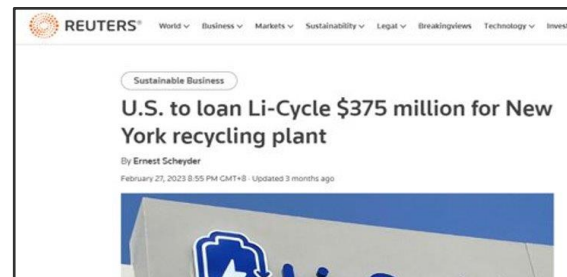 REUTERS®
World Business Markets Sustainability Legal Breakingviews Technology Invest
Sustainable Business
U.S. to loan Li-Cycle $375 million for New
York recycling plant
By Ernest Scheyder
February 27, 2023 8:55 PM GMT+8 · Updated 3 months ago